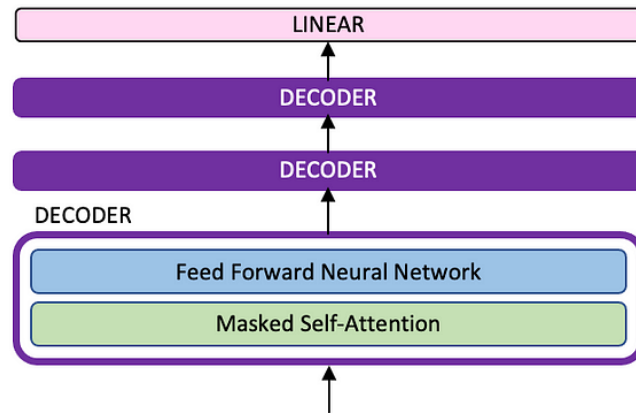 LINEAR
DECODER
DECODER
DECODER
Feed Forward Neural Network
Masked Self-Attention